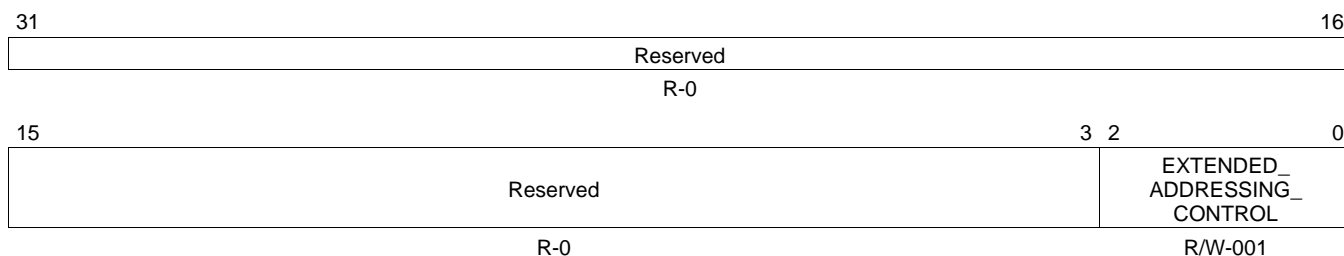 31 16
Reserved
R-0
15 3 2 0
Reserved
EXTENDED_
ADDRESSING_
CONTROL
R-0 R/W-001